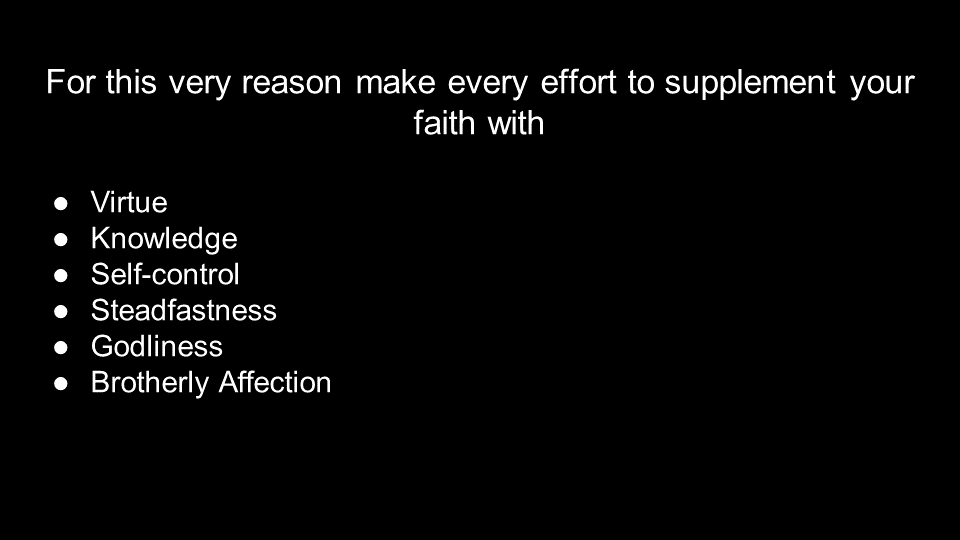 For this very reason make every effort to supplement your
faith with
● Virtue
● Knowledge
● Self-control
● Steadfastness
● Godliness
● Brotherly Affection